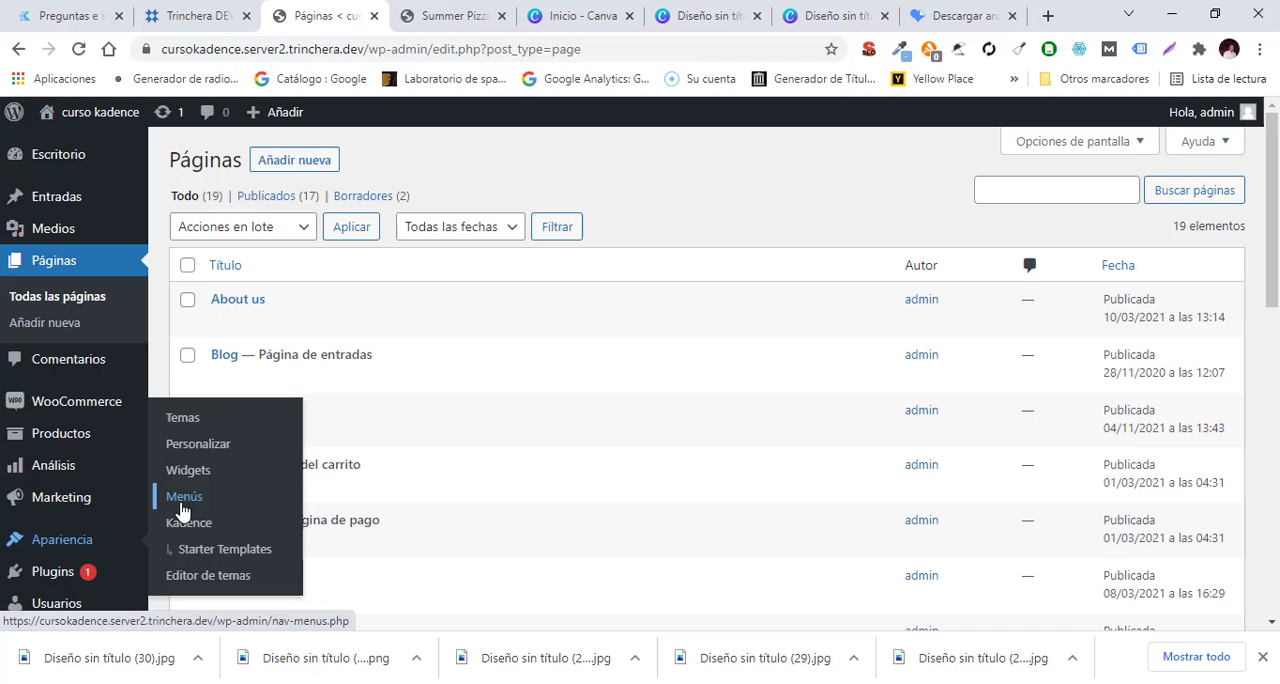 Preguntas e in
Trinchera DEV
Páginas < cur
Summer Pizza
Inicio - Canva
Diseño sin tít
Diseño sin tít
Descargar arc
cursokadence.server2.trinchera.dev/wp-admin/edit.php?post_type=page
Aplicaciones
Generador de radio...
Catálogo : Google
Laboratorio de spa...
Google Analytics: G...
Su cuenta
Generador de Títul...
Yellow Place
»
Otros marcadores
Lista de lectura
curso kadence
1
0
Añadir
Hola, admin
Escritorio
Entradas
Medios
Páginas
Todas las páginas
Añadir nueva
Comentarios
WooCommerce
Productos
Análisis
Marketing
Apariencia
Plugins 1
Usuarios
Temas
Personalizar
Widgets
Menús
Kadence
Starter Templates
Editor de temas
Páginas
Añadir nueva
Opciones de pantalla
Ayuda
Todo (19) | Publicados (17) | Borradores (2)
Buscar páginas
Acciones en lote
Aplicar
Todas las fechas
Filtrar
19 elementos
Título
Autor
Fecha
About us
admin
—
Publicada
10/03/2021 a las 13:14
Blog — Página de entradas
admin
—
Publicada
28/11/2020 a las 12:07
admin
—
Publicada
04/11/2021 a las 13:43
del carrito
admin
—
Publicada
01/03/2021 a las 04:31
gina de pago
admin
—
Publicada
01/03/2021 a las 04:31
admin
—
Publicada
08/03/2021 a las 16:29
Publicada
https://cursokadence.server2.trinchera.dev/wp-admin/nav-menus.php
Diseño sin título (30).jpg
Diseño sin título (....png
Diseño sin título (2....jpg
Diseño sin título (29).jpg
Diseño sin título (2....jpg
Mostrar todo